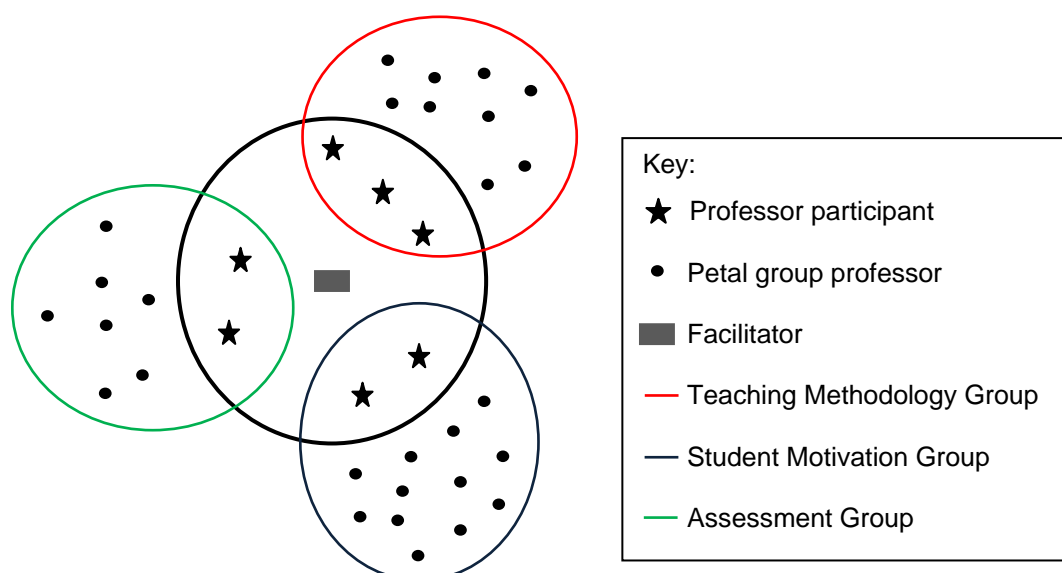 Key:
Professor participant
Petal group professor
Facilitator
Teaching Methodology Group
Student Motivation Group
Assessment Group